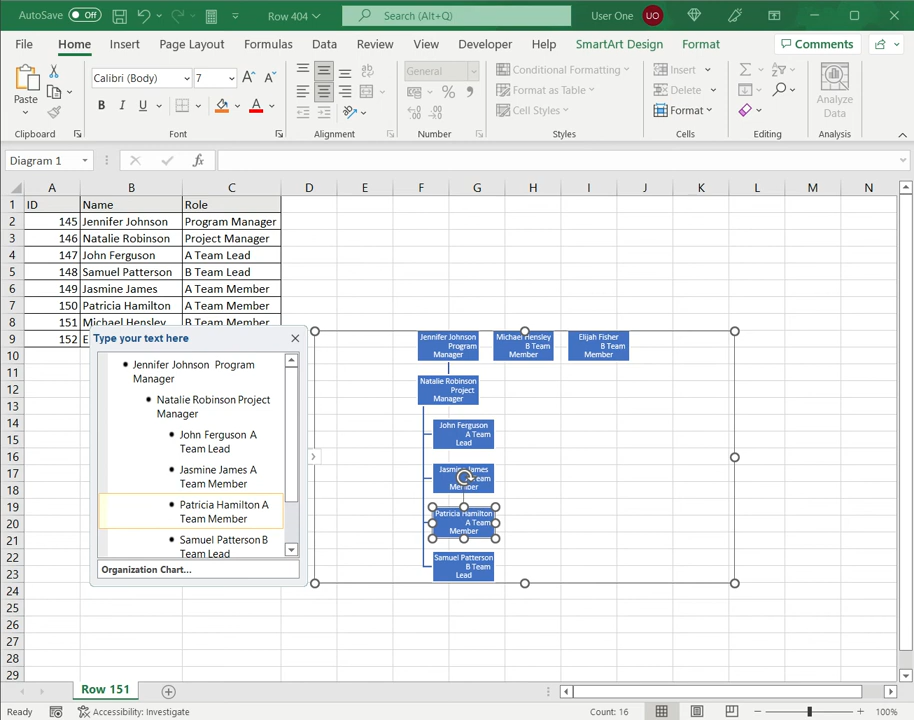 AutoSave Off Row 404 Search (Alt+Q) User One UO
File Home Insert Page Layout Formulas Data Review View Developer Help SmartArt Design Format Comments
Paste
Calibri (Body) 7
B I U A
General
Conditional Formatting
Format as Table
Cell Styles
Insert
Delete
Format
Analyze
Data
Clipboard Font Alignment Number Styles Cells Editing Analysis
Diagram 1 fx
A B C D E F G H I J K L M N
1 ID Name Role
2 145 Jennifer Johnson Program Manager
3 146 Natalie Robinson Project Manager
4 147 John Ferguson A Team Lead
5 148 Samuel Patterson B Team Lead
6 149 Jasmine James A Team Member
7 150 Patricia Hamilton A Team Member
8 151 Michael Hensley B Team Member
9 152 E
10
11
12
13
14
15
16
17
18
19
20
21
22
23
24
25
26
27
28
29
Type your text here
Jennifer Johnson Program
Manager
Natalie Robinson Project
Manager
John Ferguson A
Team Lead
Jasmine James A
Team Member
Patricia Hamilton A
Team Member
Samuel Patterson B
Team Lead
Organization Chart...
Jennifer Johnson
Program
Manager
Michael Hensley
B Team
Member
Elijah Fisher
B Team
Member
Natalie Robinson
Project
Manager
John Ferguson
A Team
Lead
Jasmine James
A Team
Member
Patricia Hamilton
A Team
Member
Samuel Patterson
B Team
Lead
Row 151
Ready Accessibility: Investigate Count: 16 100%